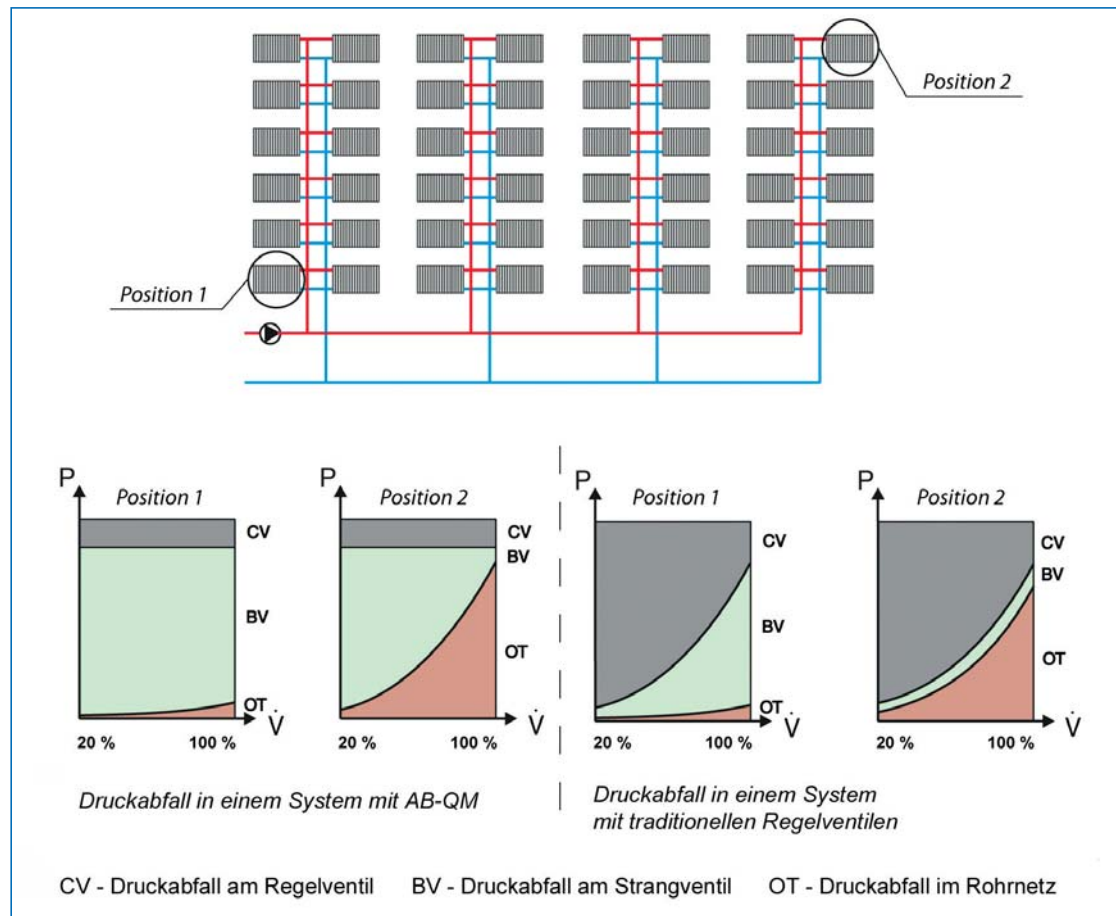 Position 2
Position 1
P
Position 1
CV
BV
OT
V̇
20 %
100 %
P
Position 2
CV
BV
OT
V̇
20 %
100 %
Druckabfall in einem System mit AB-QM
P
Position 1
CV
BV
OT
V̇
20 %
100 %
P
Position 2
CV
BV
OT
V̇
20 %
100 %
Druckabfall in einem System
mit traditionellen Regelventilen
CV - Druckabfall am Regelventil BV - Druckabfall am Strangventil OT - Druckabfall im Rohrnetz